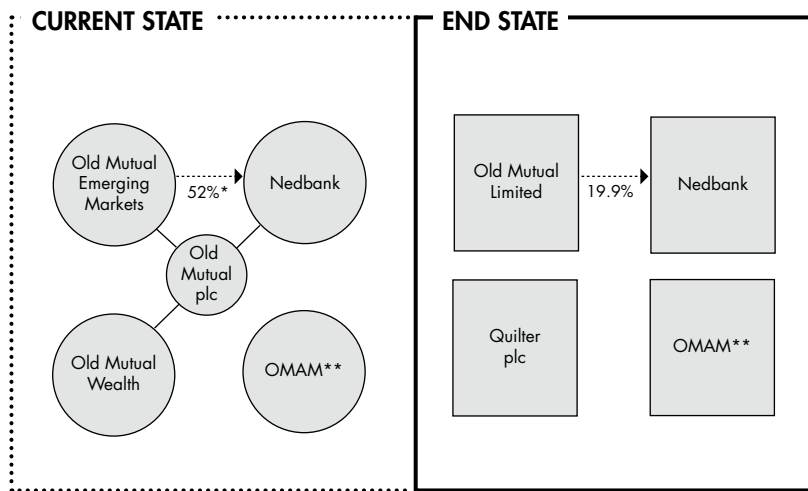 CURRENT STATE
Old Mutual
Emerging
Markets
52%*
Nedbank
Old
Mutual
plc
Old Mutual
Wealth
OMAM**
END STATE
Old Mutual
Limited
19.9%
Nedbank
Quilter
plc
OMAM**